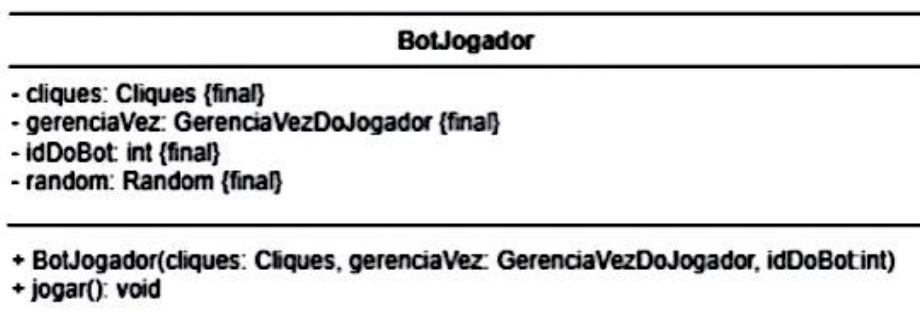 BotJogador
- cliques: Cliques {final}
- gerenciaVez: GerenciaVezDoJogador {final}
- idDoBot: int {final}
- random: Random {final}
+ BotJogador(cliques: Cliques, gerenciaVez: GerenciaVezDoJogador, idDoBot:int)
+ jogar(): void